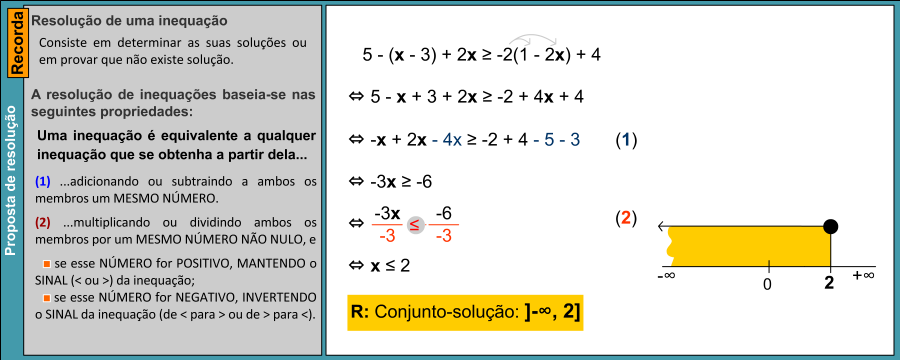 Recorda
Proposta de resolução
Resolução de uma inequação
Consiste em determinar as suas soluções ou
em provar que não existe solução.
A resolução de inequações baseia-se nas
seguintes propriedades:
Uma inequação é equivalente a qualquer
inequação que se obtenha a partir dela...
(1) ...adicionando ou subtraindo a ambos os
membros um MESMO NÚMERO.
(2) ...multiplicando ou dividindo ambos os
membros por um MESMO NÚMERO NÃO NULO, e
se esse NÚMERO for POSITIVO, MANTENDO o
SINAL (< ou >) da inequação;
se esse NÚMERO for NEGATIVO, INVERTENDO
o SINAL da inequação (de < para > ou de > para <).
5 - (x - 3) + 2x ≥ -2(1 - 2x) + 4
⇔ 5 - x + 3 + 2x ≥ -2 + 4x + 4
⇔ -x + 2x - 4x ≥ -2 + 4 - 5 - 3 (1)
⇔ -3x ≥ -6
⇔ -3x/-3 ≤ -6/-3 (2)
⇔ x ≤ 2
R: Conjunto-solução: ]-∞, 2]
-∞ 0 2 +∞